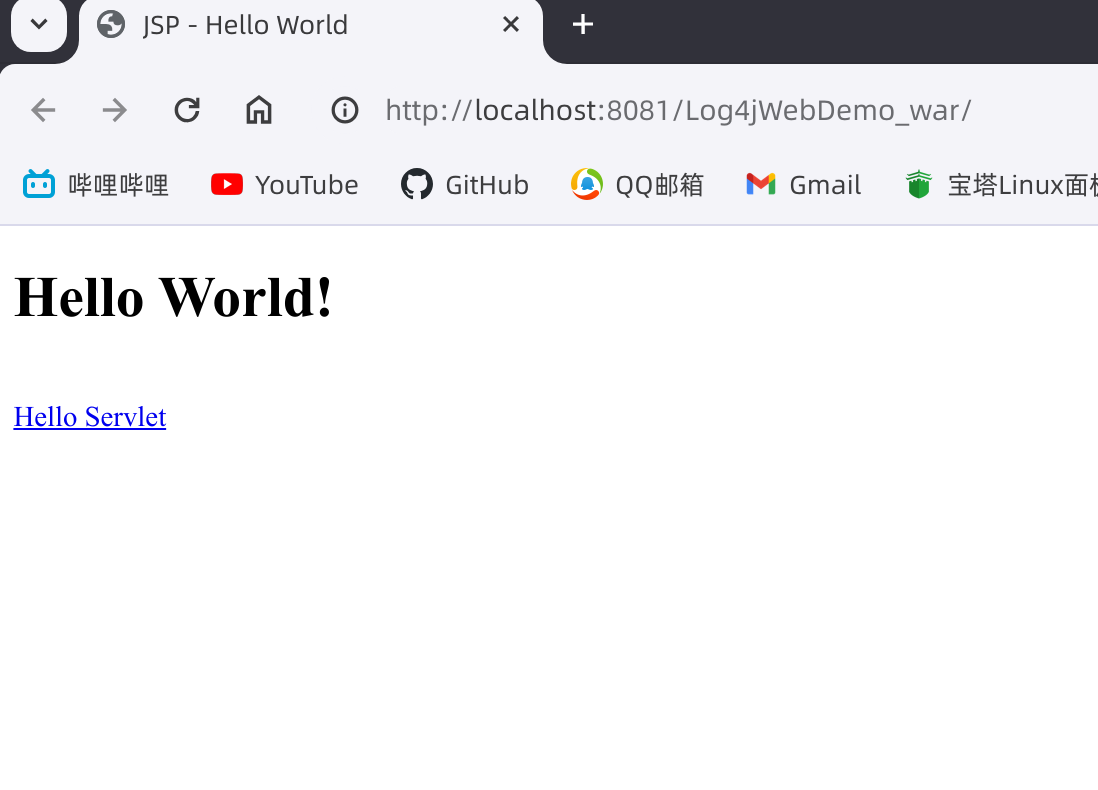 JSP - Hello World
http://localhost:8081/Log4jWebDemo_war/
哔哩哔哩 YouTube GitHub QQ邮箱 Gmail 宝塔Linux面板
Hello World!
Hello Servlet